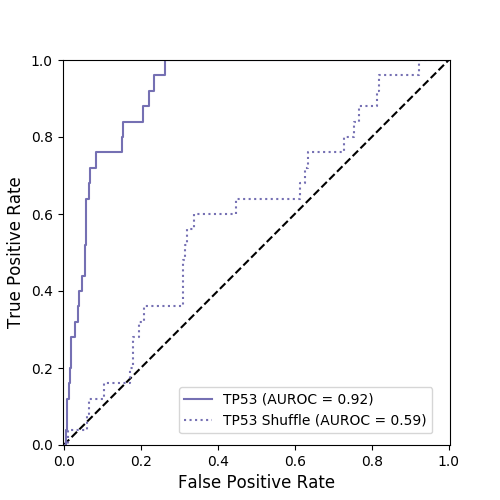 1.0
0.8
0.6
0.4
0.2
0.0
True Positive Rate
TP53 (AUROC = 0.92)
TP53 Shuffle (AUROC = 0.59)
0.0 0.2 0.4 0.6 0.8 1.0
False Positive Rate